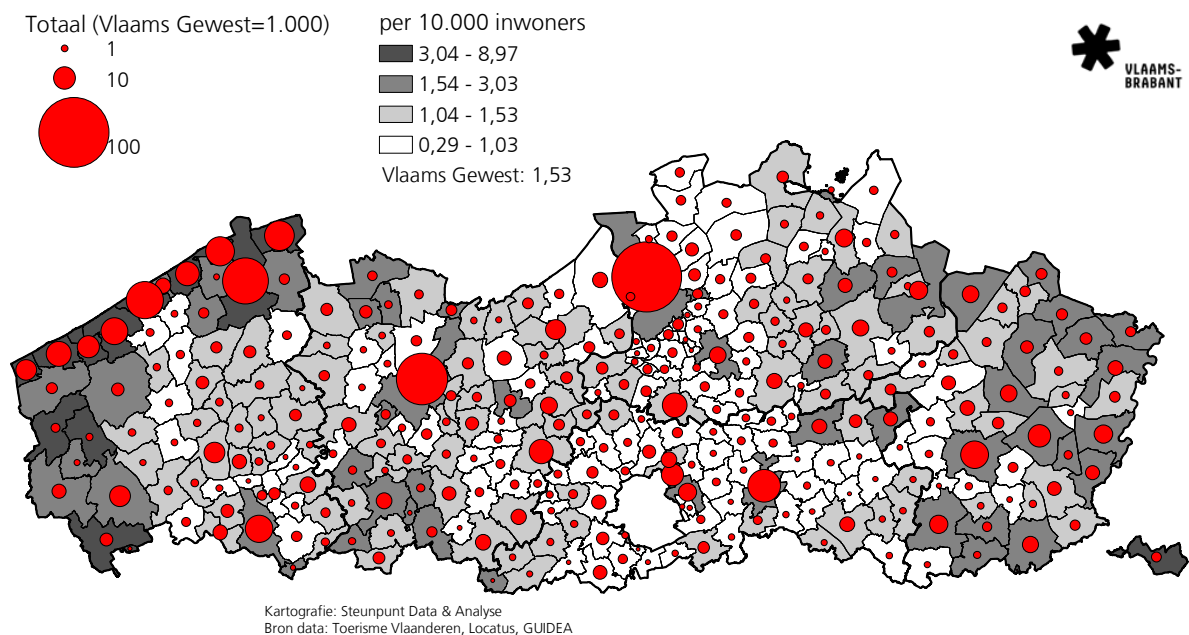 Totaal (Vlaams Gewest=1.000)
1
10
100
per 10.000 inwoners
3,04 - 8,97
1,54 - 3,03
1,04 - 1,53
0,29 - 1,03
Vlaams Gewest: 1,53
VLAAMS-
BRABANT
Kartografie: Steunpunt Data & Analyse
Bron data: Toerisme Vlaanderen, Locatus, GUIDEA